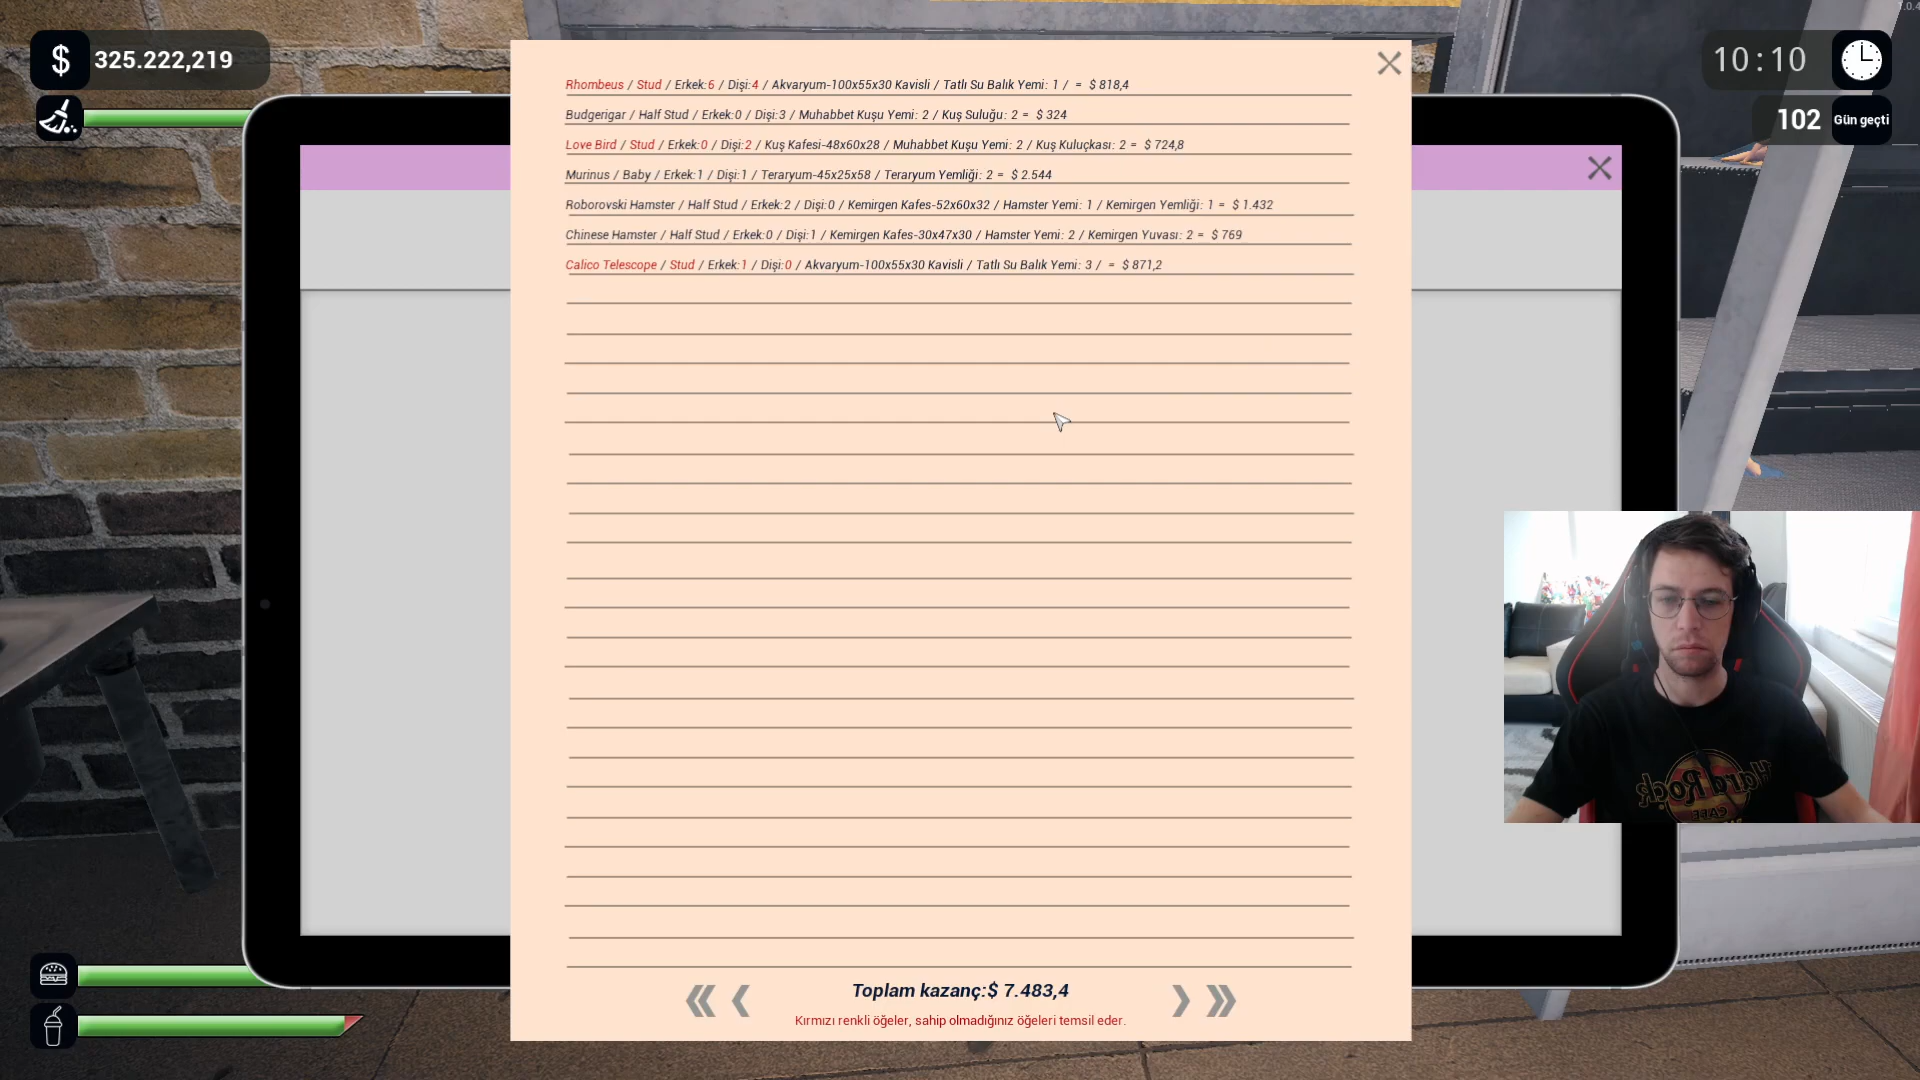 $ 325.222,219
10:10
102 Gün geçti
Rhombeus / Stud / Erkek:6 / Dişi:4 / Akvaryum-100x55x30 Kavisli / Tatlı Su Balık Yemi: 1 / = $ 818,4
Budgerigar / Half Stud / Erkek:0 / Dişi:3 / Muhabbet Kuşu Yemi: 2 / Kuş Suluğu: 2 = $ 324
Love Bird / Stud / Erkek:0 / Dişi:2 / Kuş Kafesi-48x60x28 / Muhabbet Kuşu Yemi: 2 / Kuş Kuluçkası: 2 = $ 724,8
Murinus / Baby / Erkek:1 / Dişi:1 / Teraryum-45x25x58 / Teraryum Yemliği: 2 = $ 2.544
Roborovski Hamster / Half Stud / Erkek:2 / Dişi:0 / Kemirgen Kafes-52x60x32 / Hamster Yemi: 1 / Kemirgen Yemliği: 1 = $ 1.432
Chinese Hamster / Half Stud / Erkek:0 / Dişi:1 / Kemirgen Kafes-30x47x30 / Hamster Yemi: 2 / Kemirgen Yuvası: 2 = $ 769
Calico Telescope / Stud / Erkek:1 / Dişi:0 / Akvaryum-100x55x30 Kavisli / Tatlı Su Balık Yemi: 3 / = $ 871,2
Hard Rock
CAFE
Toplam kazanç:$ 7.483,4
Kırmızı renkli öğeler, sahip olmadığınız öğeleri temsil eder.